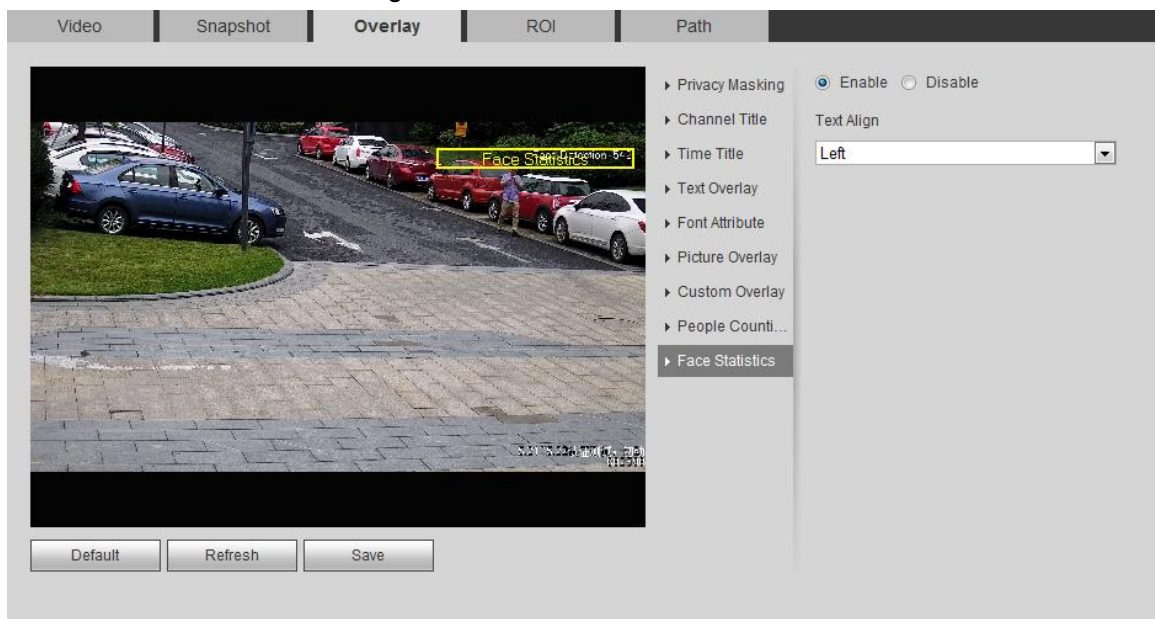 Video Snapshot Overlay ROI Path
Privacy Masking
Channel Title
Time Title
Text Overlay
Font Attribute
Picture Overlay
Custom Overlay
People Counti...
Face Statistics
Enable Disable
Text Align
Left
Face Statistics
Default Refresh Save